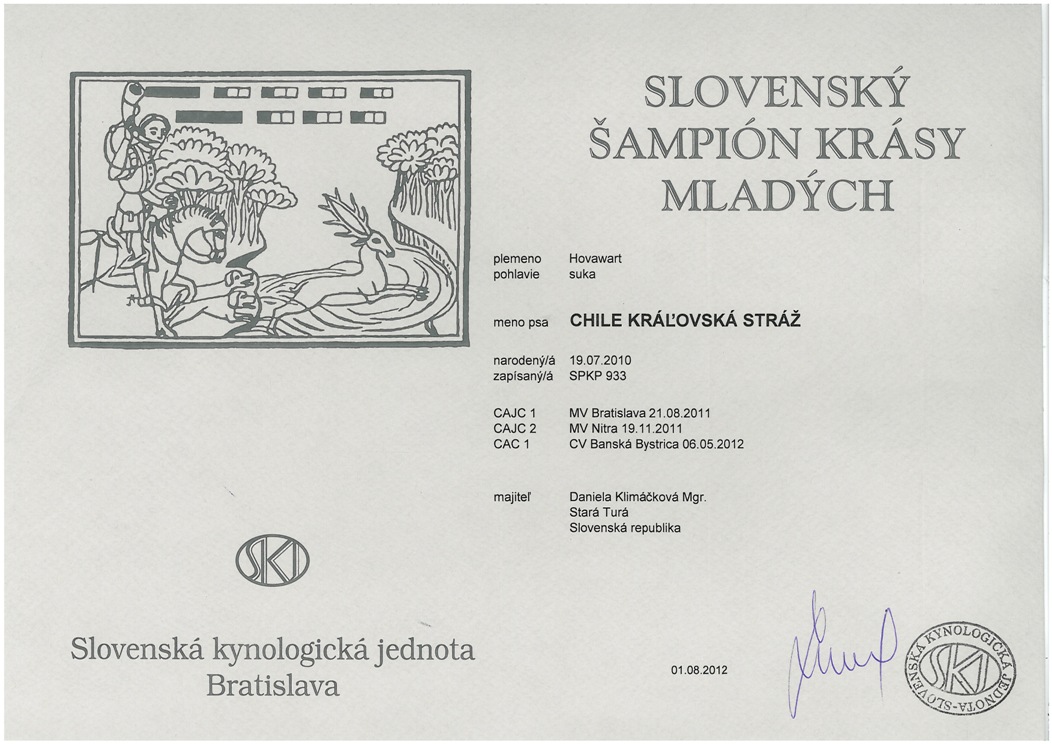 SLOVENSKÝ
ŠAMPIÓN KRÁSY
MLADÝCH
plemeno Hovawart
pohlavie suka
meno psa CHILE KRÁĽOVSKÁ STRÁŽ
narodený/á 19.07.2010
zapísaný/á SPKP 933
CAJC 1 MV Bratislava 21.08.2011
CAJC 2 MV Nitra 19.11.2011
CAC 1 CV Banská Bystrica 06.05.2012
majiteľ Daniela Klimáčková Mgr.
Stará Turá
Slovenská republika
SKJ
Slovenská kynologická jednota
Bratislava
01.08.2012
SLOVENSKÁ KYNOLOGICKÁ JEDNOTA
SKJ